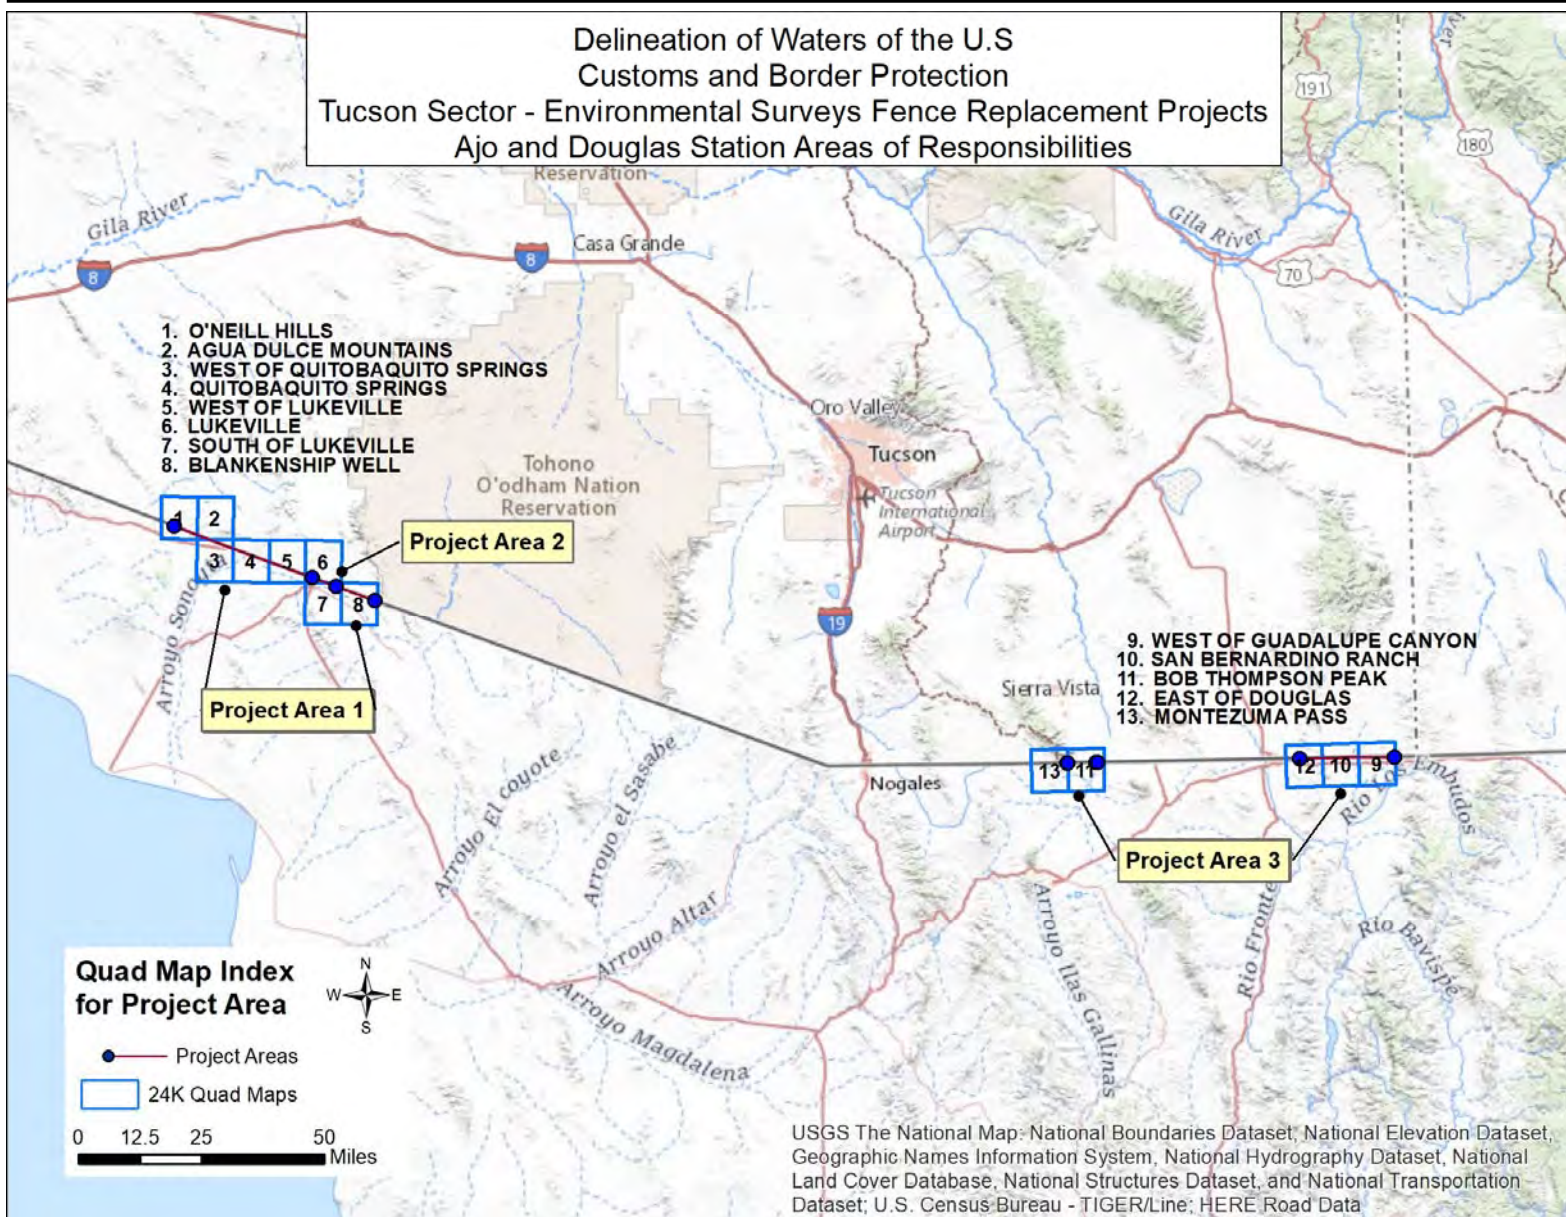 Delineation of Waters of the U.S
Customs and Border Protection
Tucson Sector - Environmental Surveys Fence Replacement Projects
Ajo and Douglas Station Areas of Responsibilities
191
180
River
Reservation
Gila River
8
8
Casa Grande
Gila River
70
1. O'NEILL HILLS
2. AGUA DULCE MOUNTAINS
3. WEST OF QUITOBAQUITO SPRINGS
4. QUITOBAQUITO SPRINGS
5. WEST OF LUKEVILLE
6. LUKEVILLE
7. SOUTH OF LUKEVILLE
8. BLANKENSHIP WELL
Oro Valley
Tucson
Tucson
International
Airport
Tohono
O'odham Nation
Reservation
1
2
3
4
5
6
7
8
Project Area 2
Project Area 1
19
9. WEST OF GUADALUPE CANYON
10. SAN BERNARDINO RANCH
11. BOB THOMPSON PEAK
12. EAST OF DOUGLAS
13. MONTEZUMA PASS
Sierra Vista
Nogales
13
11
12
10
9
Rio Los Embudos
Project Area 3
Arroyo El coyote
Arroyo el Sasabe
Arroyo Altar
Arroyo Magdalena
Arroyo llas Gallinas
Rio Fronte
Rio Bavispe
Quad Map Index
for Project Area
N
W E
S
Project Areas
24K Quad Maps
0 12.5 25 50
Miles
USGS The National Map: National Boundaries Dataset, National Elevation Dataset,
Geographic Names Information System, National Hydrography Dataset, National
Land Cover Database, National Structures Dataset, and National Transportation
Dataset; U.S. Census Bureau - TIGER/Line; HERE Road Data